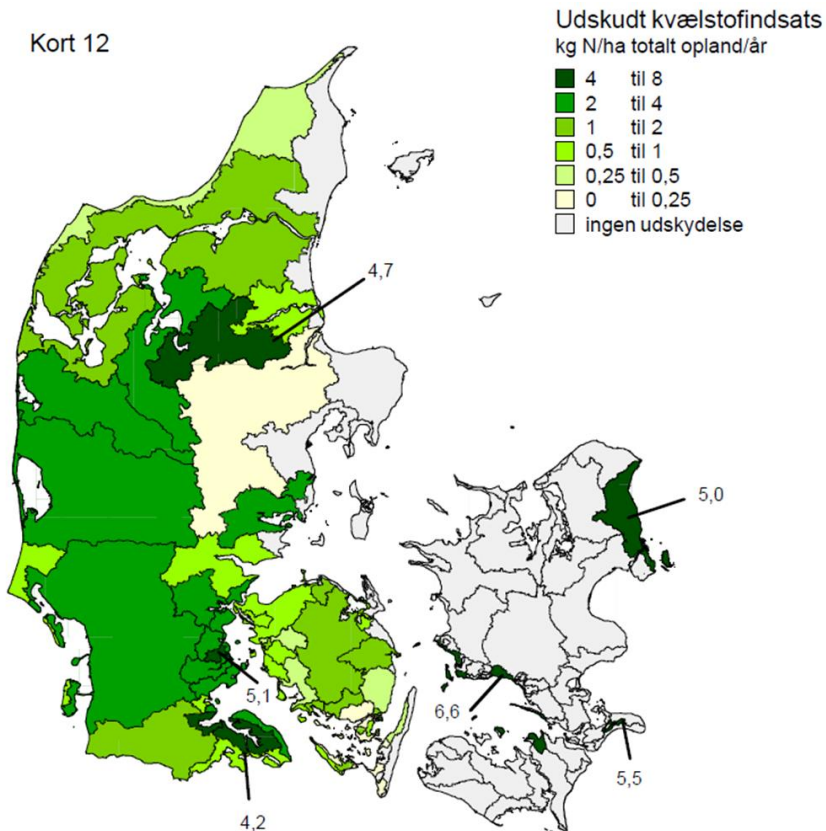 Kort 12
Udskudt kvælstofindsats
kg N/ha totalt opland/år
4 til 8
2 til 4
1 til 2
0,5 til 1
0,25 til 0,5
0 til 0,25
ingen udskydelse
4,7
5,0
5,1
6,6
5,5
4,2